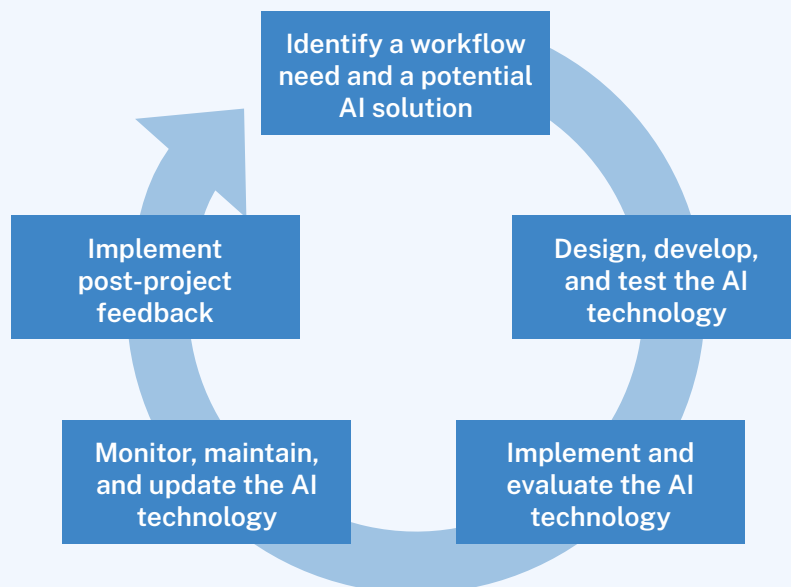 Identify a workflow
need and a potential
AI solution
Design, develop,
and test the AI
technology
Implement and
evaluate the AI
technology
Monitor, maintain,
and update the AI
technology
Implement
post-project
feedback